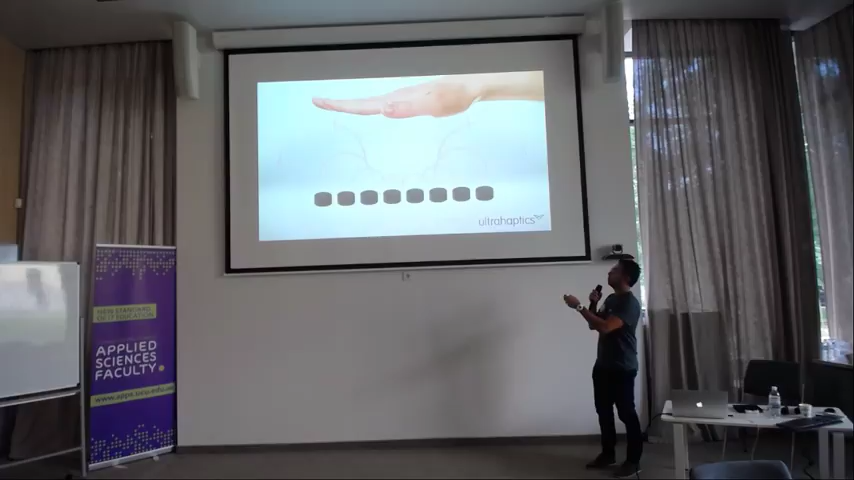 ultrahaptics
NEW STANDARD
OF IT EDUCATION
APPLIED
SCIENCES
FACULTY